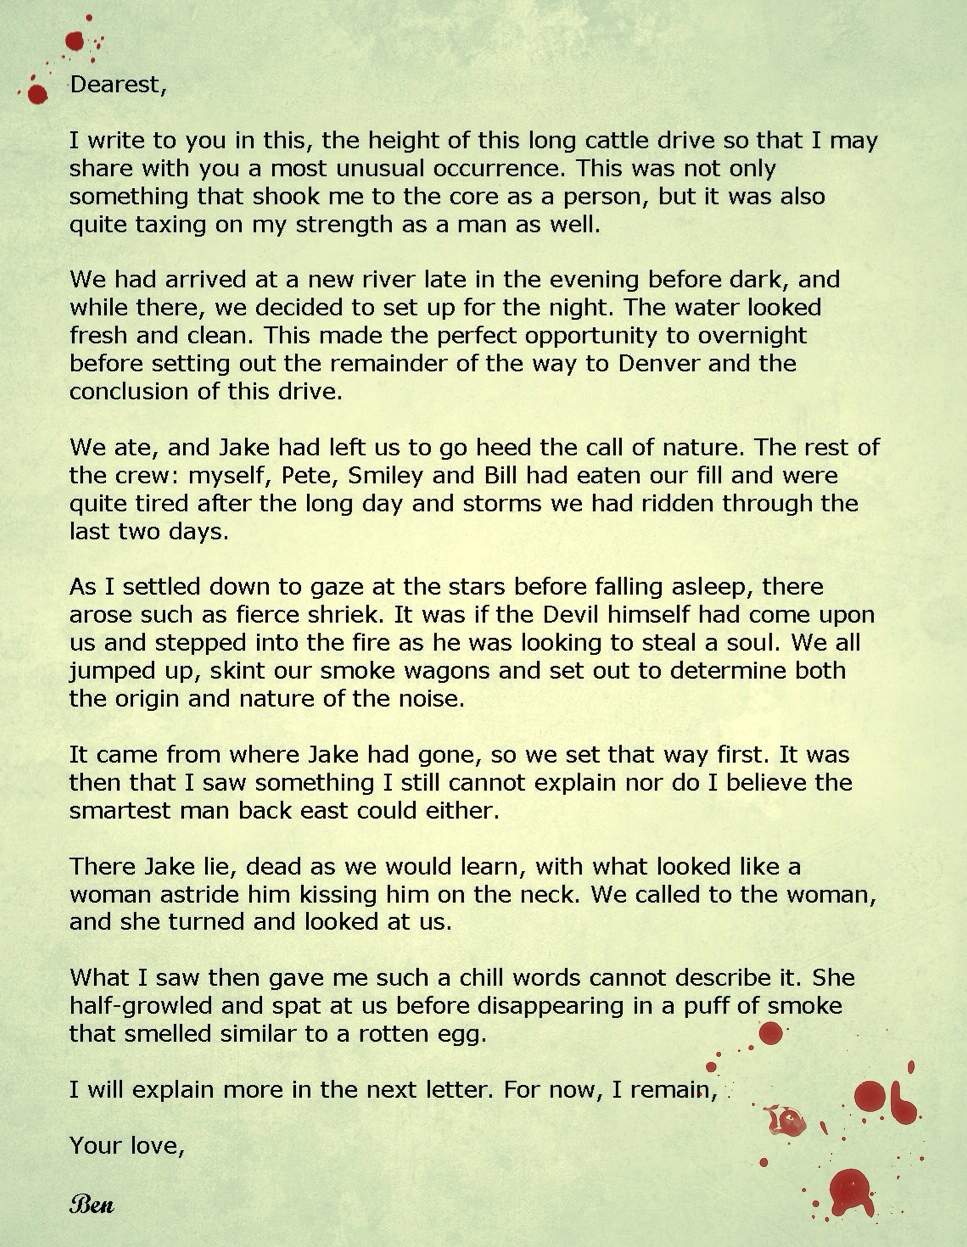 Dearest,
I write to you in this, the height of this long cattle drive so that I may
share with you a most unusual occurrence. This was not only
something that shook me to the core as a person, but it was also
quite taxing on my strength as a man as well.
We had arrived at a new river late in the evening before dark, and
while there, we decided to set up for the night. The water looked
fresh and clean. This made the perfect opportunity to overnight
before setting out the remainder of the way to Denver and the
conclusion of this drive.
We ate, and Jake had left us to go heed the call of nature. The rest of
the crew: myself, Pete, Smiley and Bill had eaten our fill and were
quite tired after the long day and storms we had ridden through the
last two days.
As I settled down to gaze at the stars before falling asleep, there
arose such as fierce shriek. It was if the Devil himself had come upon
us and stepped into the fire as he was looking to steal a soul. We all
jumped up, skint our smoke wagons and set out to determine both
the origin and nature of the noise.
It came from where Jake had gone, so we set that way first. It was
then that I saw something I still cannot explain nor do I believe the
smartest man back east could either.
There Jake lie, dead as we would learn, with what looked like a
woman astride him kissing him on the neck. We called to the woman,
and she turned and looked at us.
What I saw then gave me such a chill words cannot describe it. She
half-growled and spat at us before disappearing in a puff of smoke
that smelled similar to a rotten egg.
I will explain more in the next letter. For now, I remain,
Your love,
Ben